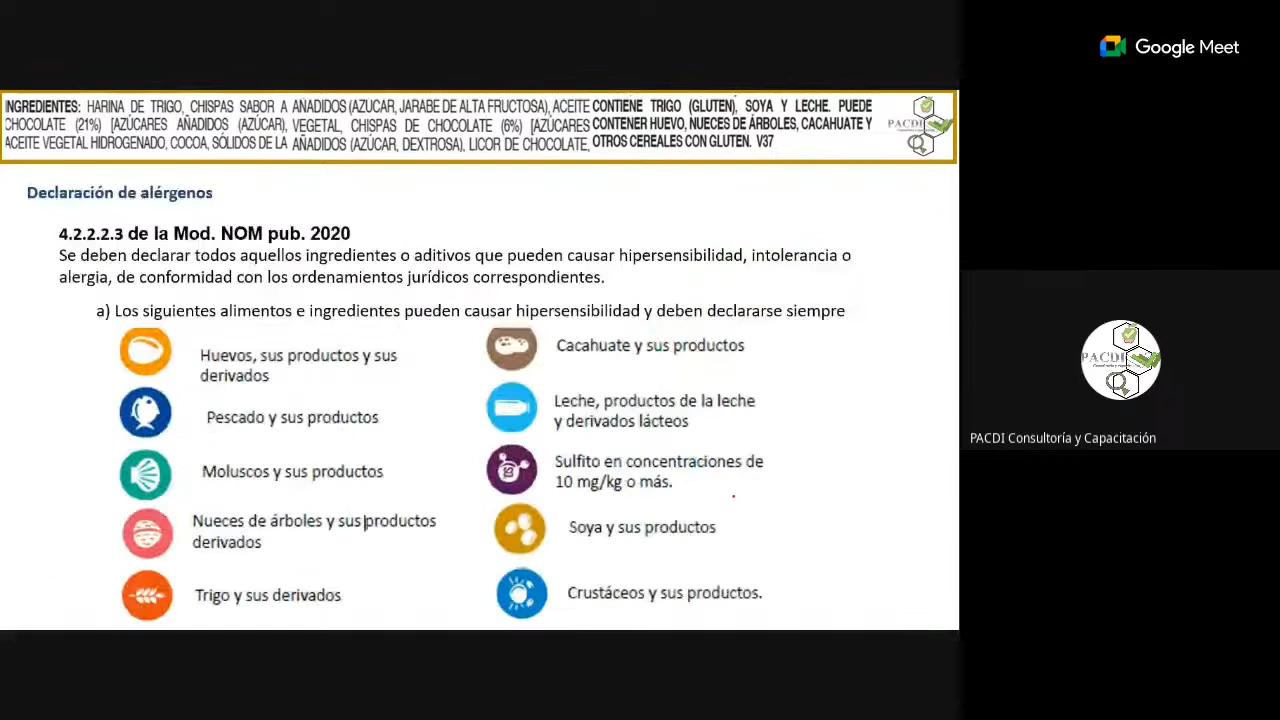 Google Meet
INGREDIENTES: HARINA DE TRIGO, CHISPAS SABOR A
CHOCOLATE (21%) [AZÚCARES AÑADIDOS (AZÚCAR),
ACEITE VEGETAL HIDROGENADO, COCOA, SÓLIDOS DE LA
AÑADIDOS (AZUCAR, JARABE DE ALTA FRUCTOSA), ACEITE
VEGETAL, CHISPAS DE CHOCOLATE (6%) [AZÚCARES
AÑADIDOS (AZÚCAR, DEXTROSA), LICOR DE CHOCOLATE,
CONTIENE TRIGO (GLUTEN), SOYA Y LECHE. PUEDE
CONTENER HUEVO, NUECES DE ÁRBOLES, CACAHUATE Y
OTROS CEREALES CON GLUTEN. V37
PACDI
Declaración de alérgenos
4.2.2.2.3 de la Mod. NOM pub. 2020
Se deben declarar todos aquellos ingredientes o aditivos que pueden causar hipersensibilidad, intolerancia o
alergia, de conformidad con los ordenamientos jurídicos correspondientes.
a) Los siguientes alimentos e ingredientes pueden causar hipersensibilidad y deben declararse siempre
Huevos, sus productos y sus
derivados
Pescado y sus productos
Moluscos y sus productos
Nueces de árboles y sus productos
derivados
Trigo y sus derivados
Cacahuate y sus productos
Leche, productos de la leche
y derivados lácteos
Sulfito en concentraciones de
10 mg/kg o más.
Soya y sus productos
Crustáceos y sus productos.
PACDI
PACDI Consultoría y Capacitación